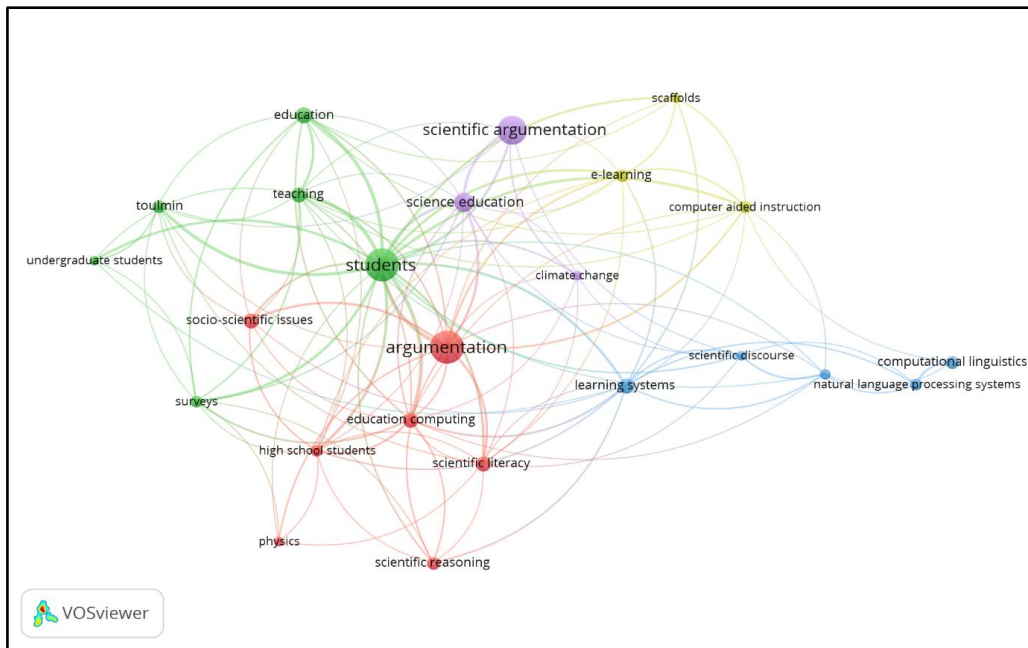 scaffolds
education
scientific argumentation
e-learning
teaching
science education
toulmin
computer aided instruction
undergraduate students
students
climate change
socio-scientific issues
argumentation
scientific discourse
computational linguistics
learning systems
natural language processing systems
surveys
education computing
high school students
scientific literacy
physics
scientific reasoning
VOSviewer